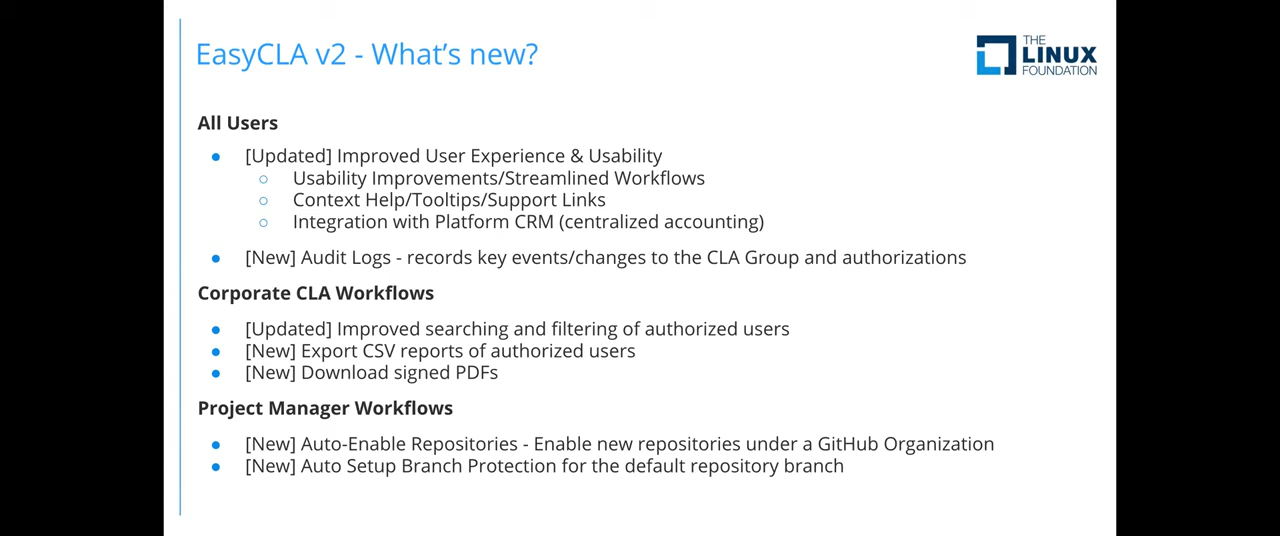 EasyCLA v2 - What's new?
THE
LINUX
FOUNDATION
All Users
● [Updated] Improved User Experience & Usability
○ Usability Improvements/Streamlined Workflows
○ Context Help/Tooltips/Support Links
○ Integration with Platform CRM (centralized accounting)
● [New] Audit Logs - records key events/changes to the CLA Group and authorizations
Corporate CLA Workflows
● [Updated] Improved searching and filtering of authorized users
● [New] Export CSV reports of authorized users
● [New] Download signed PDFs
Project Manager Workflows
● [New] Auto-Enable Repositories - Enable new repositories under a GitHub Organization
● [New] Auto Setup Branch Protection for the default repository branch